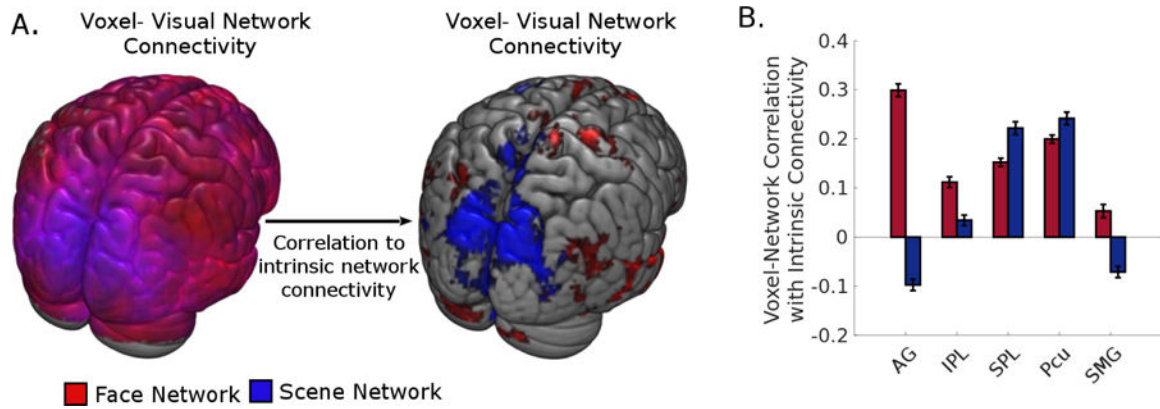 A.
Voxel- Visual Network
Connectivity
Voxel- Visual Network
Connectivity
Correlation to
intrinsic network
connectivity
Face Network
Scene Network
B.
Voxel-Network Correlation
with Intrinsic Connectivity
0.4
0.3
0.2
0.1
0
-0.1
-0.2
AG
IPL
SPL
Pcu
SMG